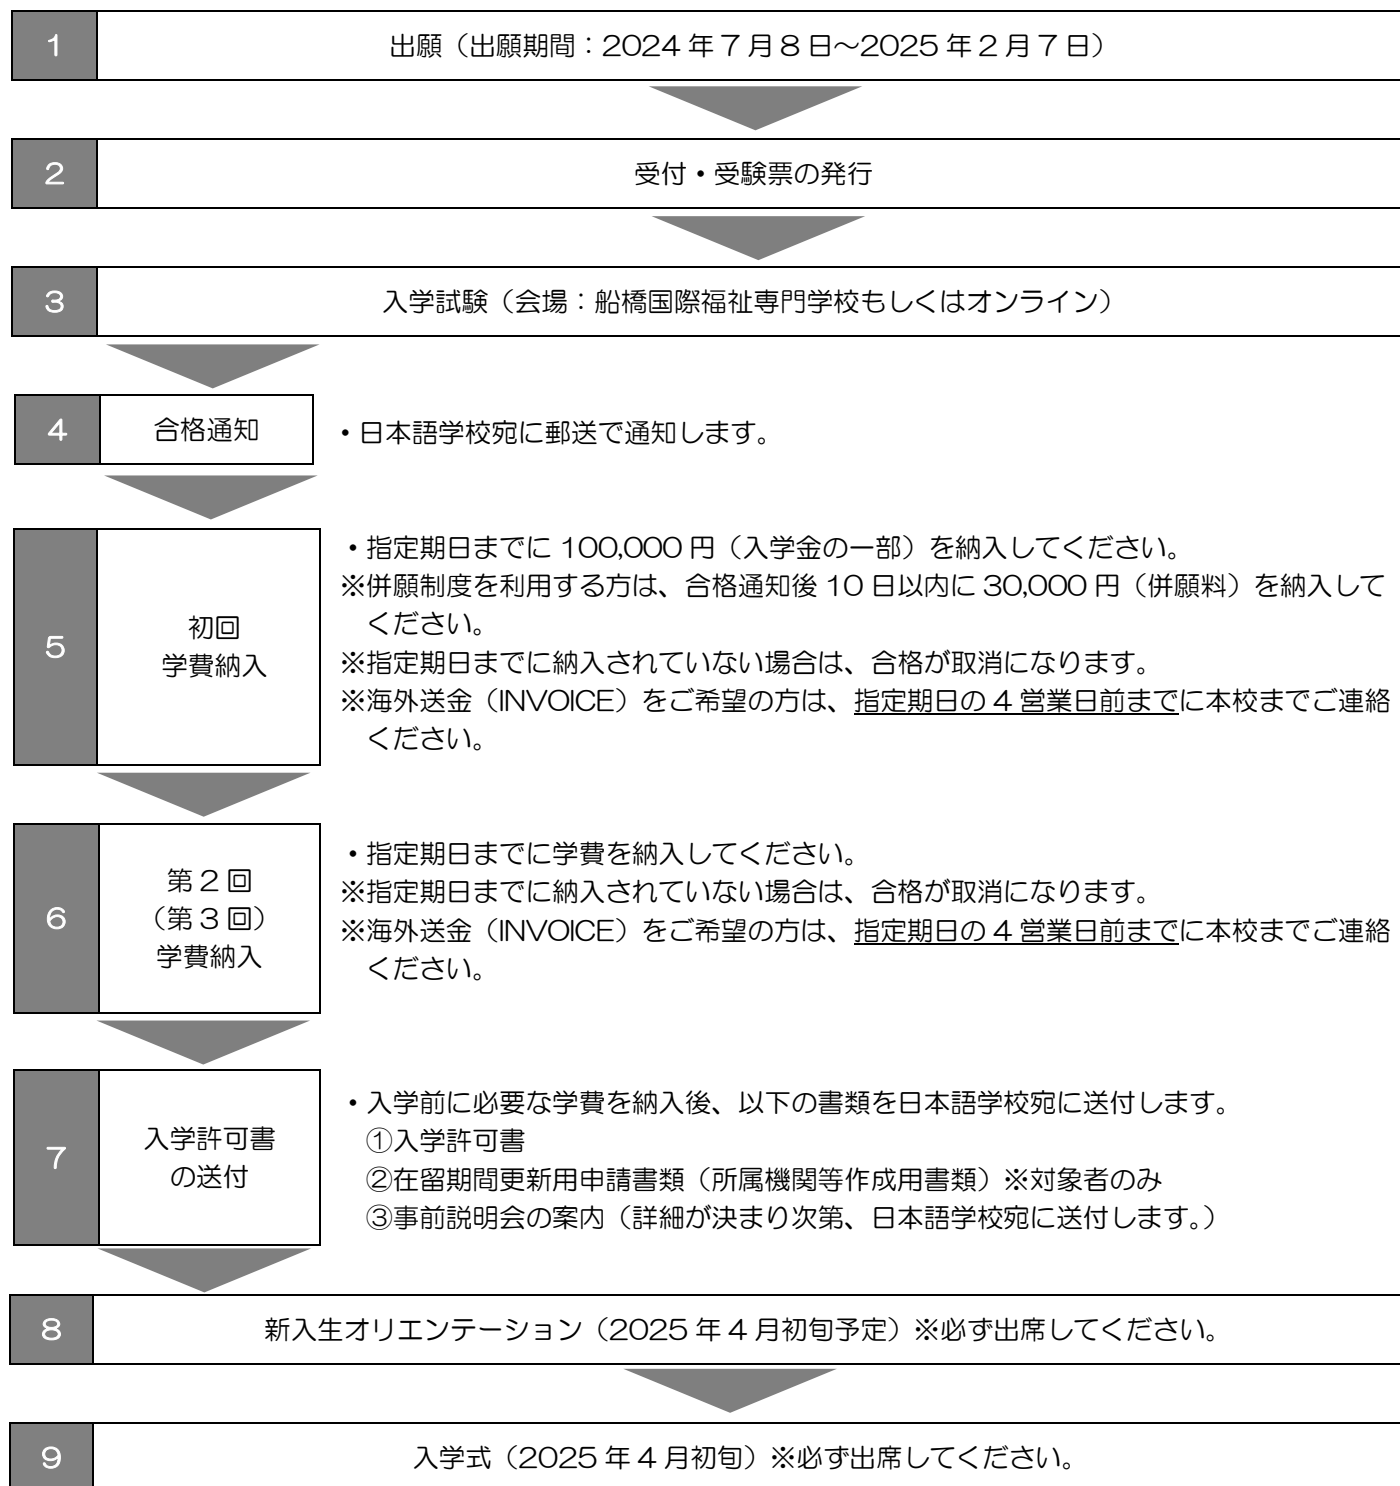 1
出願（出願期間：2024年7月8日～2025年2月7日）
2
受付・受験票の発行
3
入学試験（会場：船橋国際福祉専門学校もしくはオンライン）
4
合格通知
・日本語学校宛に郵送で通知します。
5
初回
学費納入
・指定期日までに 100,000 円（入学金の一部）を納入してください。
※併願制度を利用する方は、合格通知後 10 日以内に 30,000 円（併願料）を納入して
ください。
※指定期日までに納入されていない場合は、合格が取消になります。
※海外送金（INVOICE）をご希望の方は、指定期日の 4 営業日前までに本校までご連絡
ください。
6
第2回
（第3回）
学費納入
・指定期日までに学費を納入してください。
※指定期日までに納入されていない場合は、合格が取消になります。
※海外送金（INVOICE）をご希望の方は、指定期日の 4 営業日前までに本校までご連絡
ください。
7
入学許可書
の送付
・入学前に必要な学費を納入後、以下の書類を日本語学校宛に送付します。
①入学許可書
②在留期間更新用申請書類（所属機関等作成用書類）※対象者のみ
③事前説明会の案内（詳細が決まり次第、日本語学校宛に送付します。）
8
新入生オリエンテーション（2025年4月初旬予定）※必ず出席してください。
9
入学式（2025年4月初旬）※必ず出席してください。